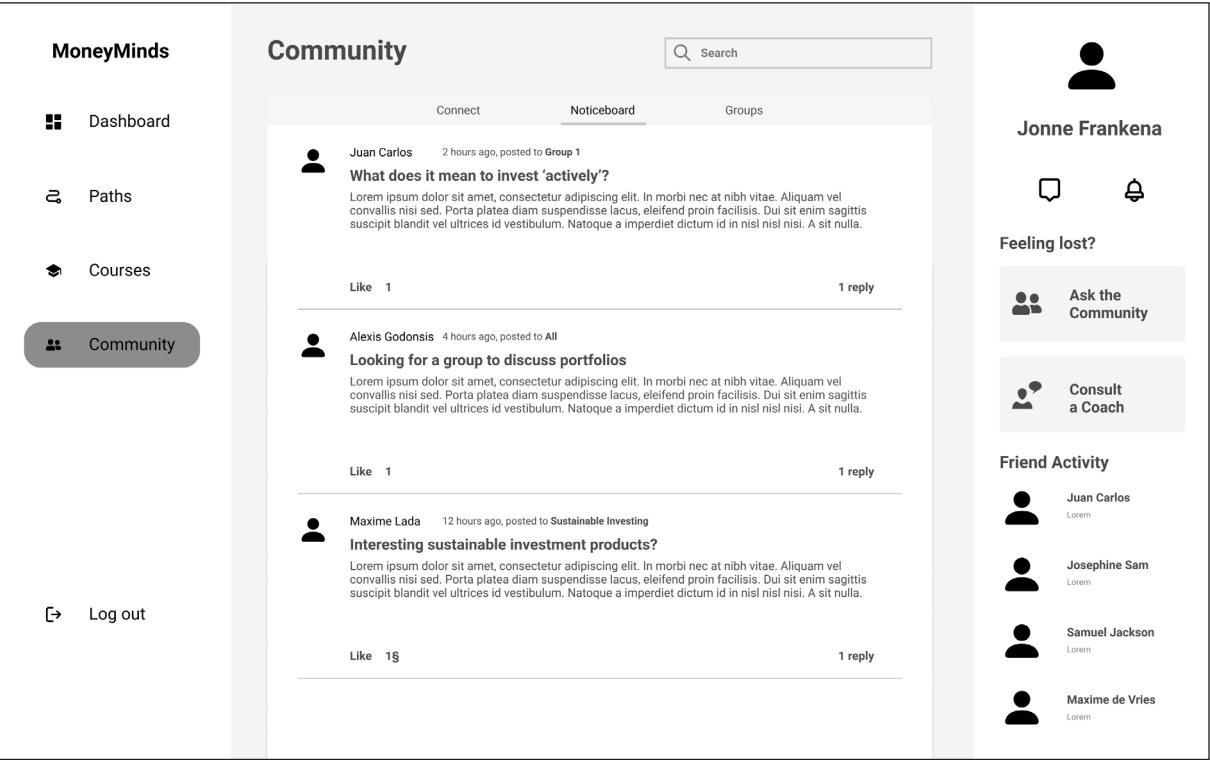 MoneyMinds
Dashboard
Paths
Courses
Community
Log out
Community
Search
Connect
Noticeboard
Groups
Juan Carlos 2 hours ago, posted to Group 1
What does it mean to invest ‘actively’?
Lorem ipsum dolor sit amet, consectetur adipiscing elit. In morbi nec at nibh vitae. Aliquam vel
convallis nisi sed. Porta platea diam suspendisse lacus, eleifend proin facilisis. Dui sit enim sagittis
suscipit blandit vel ultrices id vestibulum. Natoque a imperdiet dictum id in nisl nisl nisi. A sit nulla.
Like 1 1 reply
Alexis Godonsis 4 hours ago, posted to All
Looking for a group to discuss portfolios
Lorem ipsum dolor sit amet, consectetur adipiscing elit. In morbi nec at nibh vitae. Aliquam vel
convallis nisi sed. Porta platea diam suspendisse lacus, eleifend proin facilisis. Dui sit enim sagittis
suscipit blandit vel ultrices id vestibulum. Natoque a imperdiet dictum id in nisl nisl nisi. A sit nulla.
Like 1 1 reply
Maxime Lada 12 hours ago, posted to Sustainable Investing
Interesting sustainable investment products?
Lorem ipsum dolor sit amet, consectetur adipiscing elit. In morbi nec at nibh vitae. Aliquam vel
convallis nisi sed. Porta platea diam suspendisse lacus, eleifend proin facilisis. Dui sit enim sagittis
suscipit blandit vel ultrices id vestibulum. Natoque a imperdiet dictum id in nisl nisl nisi. A sit nulla.
Like 1§ 1 reply
Jonne Frankena
Feeling lost?
Ask the
Community
Consult
a Coach
Friend Activity
Juan Carlos
Lorem
Josephine Sam
Lorem
Samuel Jackson
Lorem
Maxime de Vries
Lorem